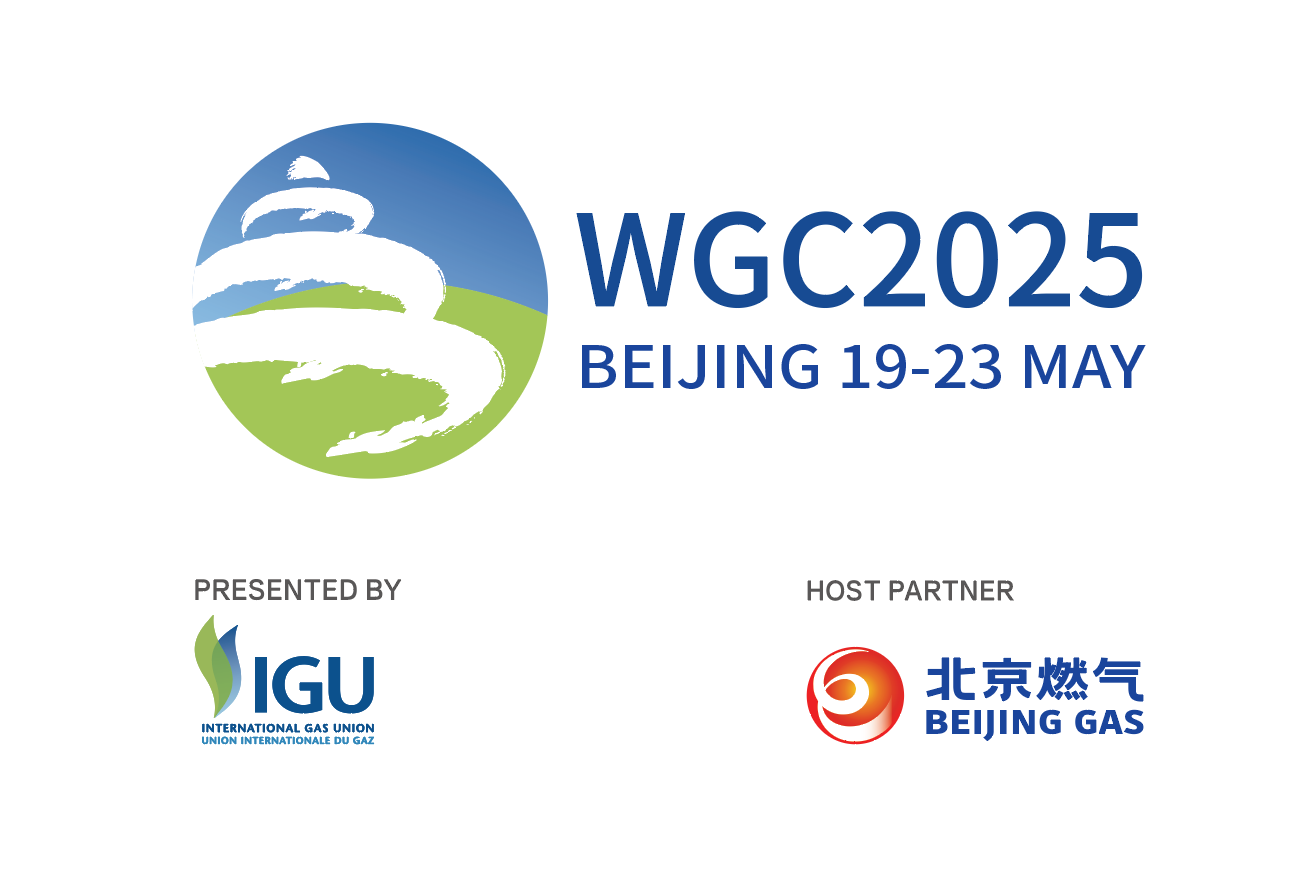 WGC2025
BEIJING 19-23 MAY
PRESENTED BY
IGU
INTERNATIONAL GAS UNION
UNION INTERNATIONALE DU GAZ
HOST PARTNER
北京燃气
BEIJING GAS